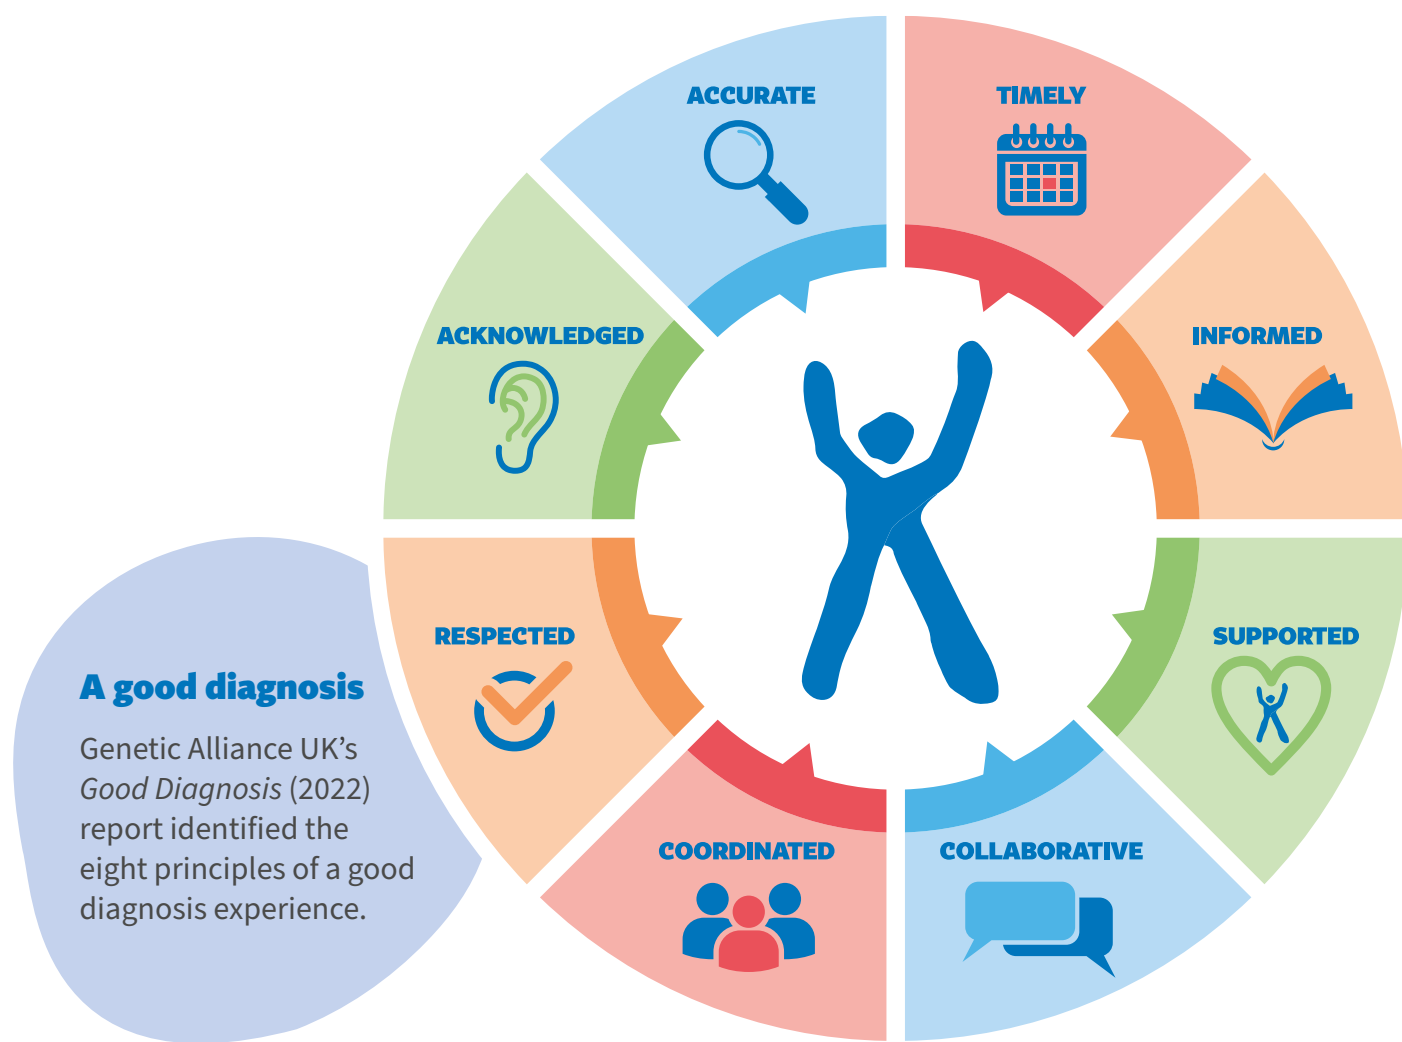 ACCURATE
TIMELY
ACKNOWLEDGED
INFORMED
RESPECTED
SUPPORTED
COORDINATED
COLLABORATIVE
A good diagnosis
Genetic Alliance UK’s
Good Diagnosis (2022)
report identified the
eight principles of a good
diagnosis experience.